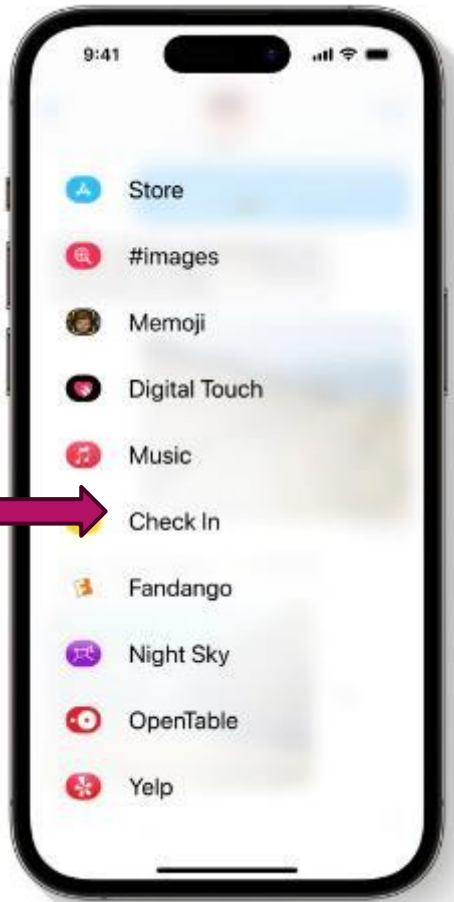 9:41
Store
#images
Memoji
Digital Touch
Music
Check In
Fandango
Night Sky
OpenTable
Yelp